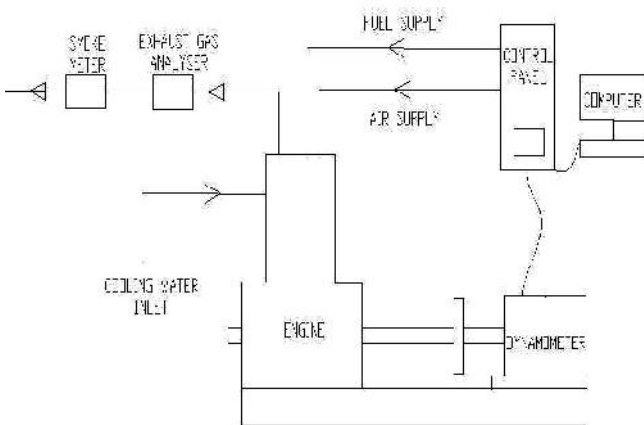 FUEL SUPPLY
SMOKE
METER
EXHAUST GAS
ANALYSER
CONTROL
PANEL
COMPUTER
AIR SUPPLY
COOLING WATER
INLET
ENGINE
DYNAMOMETER